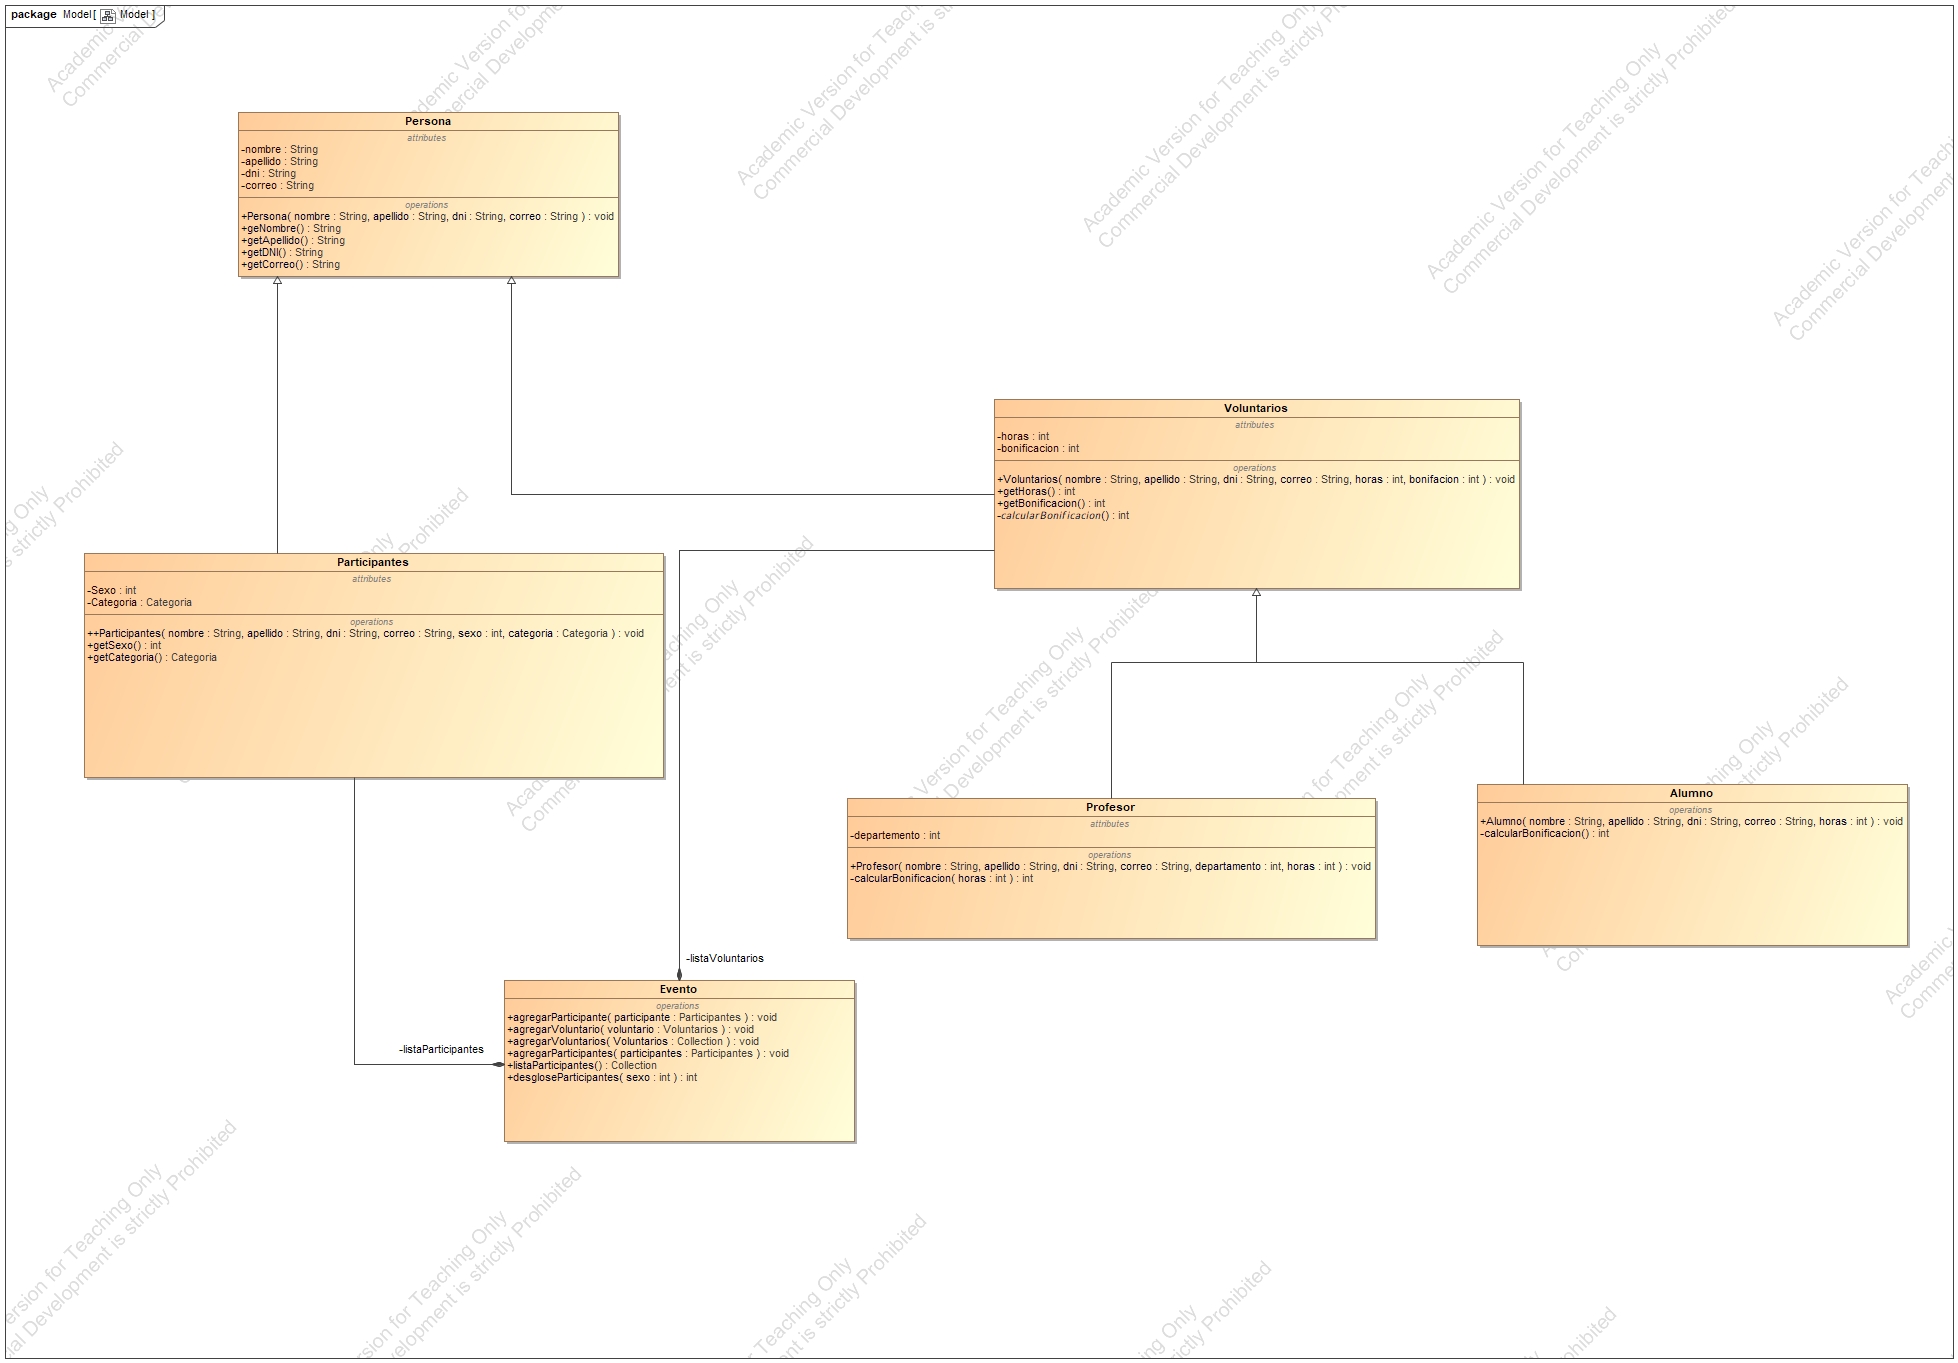 package Model [ Model ]
Persona
attributes
-nombre : String
-apellido : String
-dni : String
-correo : String
operations
+Persona( nombre : String, apellido : String, dni : String, correo : String ) : void
+geNombre() : String
+getApellido() : String
+getDNI() : String
+getCorreo() : String
Voluntarios
attributes
-horas : int
-bonificacion : int
operations
+Voluntarios( nombre : String, apellido : String, dni : String, correo : String, horas : int, bonifacion : int ) : void
+getHoras() : int
+getBonificacion() : int
-calcularBonificacion() : int
Participantes
attributes
-Sexo : int
-Categoria : Categoria
operations
++Participantes( nombre : String, apellido : String, dni : String, correo : String, sexo : int, categoria : Categoria ) : void
+getSexo() : int
+getCategoria() : Categoria
Profesor
attributes
-departamento : int
operations
+Profesor( nombre : String, apellido : String, dni : String, correo : String, departamento : int, horas : int ) : void
-calcularBonificacion( horas : int ) : int
Alumno
operations
+Alumno( nombre : String, apellido : String, dni : String, correo : String, horas : int ) : void
-calcularBonificacion() : int
-listaVoluntarios
-listaParticipantes
Evento
operations
+agregarParticipante( participante : Participantes ) : void
+agregarVoluntario( voluntario : Voluntarios ) : void
+agregarVoluntarios( Voluntarios : Collection ) : void
+agregarParticipantes( participantes : Participantes ) : void
+listaParticipantes() : Collection
+desgloseParticipantes( sexo : int ) : int
Academic Version for Teaching Only
Commercial Development is strictly Prohibited